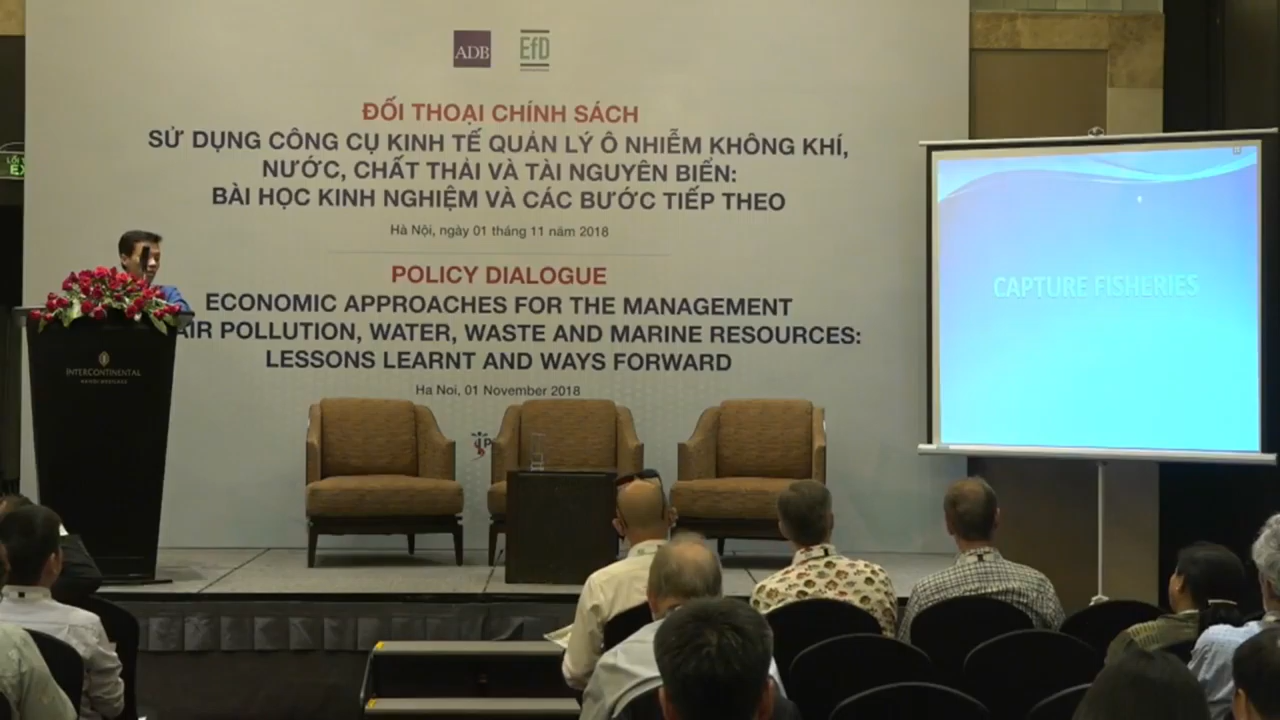 ADB
EfD
ĐỐI THOẠI CHÍNH SÁCH
SỬ DỤNG CÔNG CỤ KINH TẾ QUẢN LÝ Ô NHIỄM KHÔNG KHÍ,
NƯỚC, CHẤT THẢI VÀ TÀI NGUYÊN BIỂN:
BÀI HỌC KINH NGHIỆM VÀ CÁC BƯỚC TIẾP THEO
Hà Nội, ngày 01 tháng 11 năm 2018
POLICY DIALOGUE
ECONOMIC APPROACHES FOR THE MANAGEMENT
AIR POLLUTION, WATER, WASTE AND MARINE RESOURCES:
LESSONS LEARNT AND WAYS FORWARD
Ha Noi, 01 November 2018
INTERCONTINENTAL
HANOI WESTLAKE
CAPTURE FISHERIES